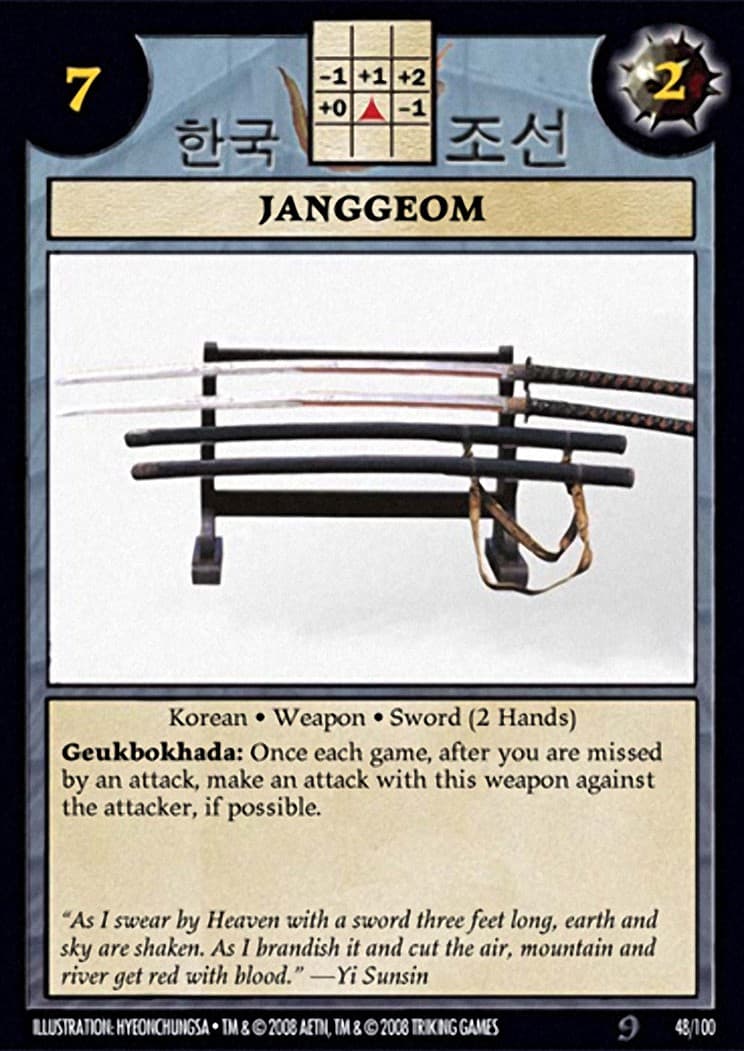 7
-1 +1 +2
+0 -1
2
한국 조선
JANGGEOM
Korean • Weapon • Sword (2 Hands)
Geukbokhada: Once each game, after you are missed
by an attack, make an attack with this weapon against
the attacker, if possible.
“As I swear by Heaven with a sword three feet long, earth and
sky are shaken. As I brandish it and cut the air, mountain and
river get red with blood.” —Yi Sunsin
ILLUSTRATION: HYEONCHUNGSA • TM & © 2008 AETN, TM & © 2008 TRIKING GAMES 9 48/100